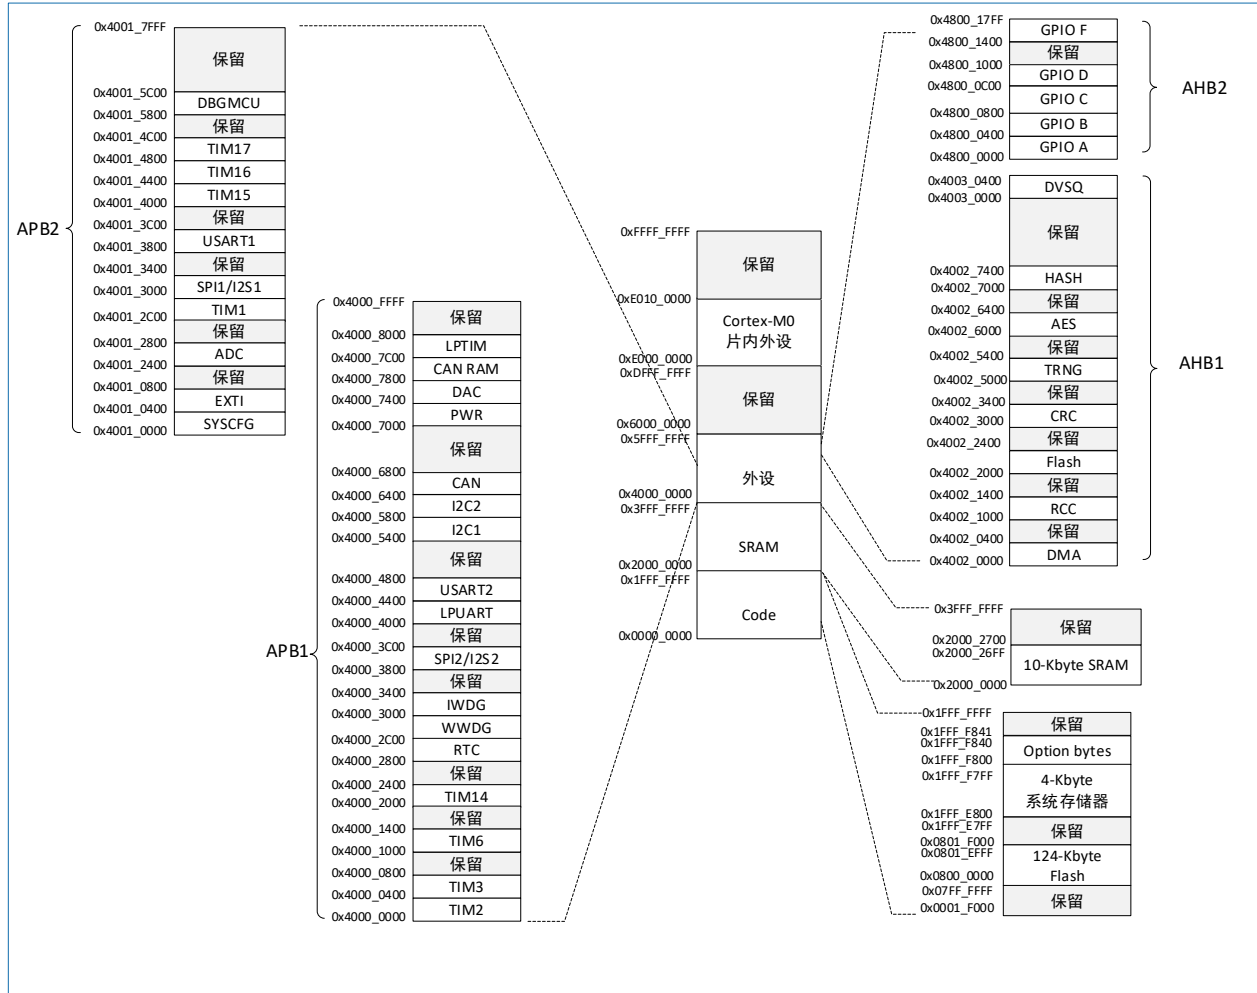 0x4001_7FFF
保留
0x4001_5C00
DBGMCU
0x4001_5800
保留
0x4001_4C00
TIM17
0x4001_4800
TIM16
0x4001_4400
TIM15
0x4001_4000
保留
0x4001_3C00
USART1
0x4001_3800
保留
0x4001_3400
SPI1/I2S1
0x4001_3000
TIM1
0x4001_2C00
保留
0x4001_2800
ADC
0x4001_2400
保留
0x4001_0800
EXTI
0x4001_0400
SYSCFG
0x4001_0000
APB2
0x4000_FFFF
保留
0x4000_8000
LPTIM
0x4000_7C00
CAN RAM
0x4000_7800
DAC
0x4000_7400
PWR
0x4000_7000
保留
0x4000_6800
CAN
0x4000_6400
I2C2
0x4000_5800
I2C1
0x4000_5400
保留
0x4000_4800
USART2
0x4000_4400
LPUART
0x4000_4000
保留
0x4000_3C00
SPI2/I2S2
0x4000_3800
保留
0x4000_3400
IWDG
0x4000_3000
WWDG
0x4000_2C00
RTC
0x4000_2800
保留
0x4000_2400
TIM14
0x4000_2000
保留
0x4000_1400
TIM6
0x4000_1000
保留
0x4000_0800
TIM3
0x4000_0400
TIM2
0x4000_0000
APB1
0xFFFF_FFFF
保留
0xE010_0000
Cortex-M0
片内外设
0xE000_0000
0xDFFF_FFFF
保留
0x6000_0000
0x5FFF_FFFF
外设
0x4000_0000
0x3FFF_FFFF
SRAM
0x2000_0000
0x1FFF_FFFF
Code
0x0000_0000
0x4800_17FF
GPIO F
0x4800_1400
保留
0x4800_1000
GPIO D
0x4800_0C00
GPIO C
0x4800_0800
GPIO B
0x4800_0400
GPIO A
0x4800_0000
AHB2
0x4003_0400
DVSQ
0x4003_0000
保留
0x4002_7400
HASH
0x4002_7000
保留
0x4002_6400
AES
0x4002_6000
保留
0x4002_5400
TRNG
0x4002_5000
保留
0x4002_3400
CRC
0x4002_3000
保留
0x4002_2400
Flash
0x4002_2000
保留
0x4002_1400
RCC
0x4002_1000
保留
0x4002_0400
DMA
0x4002_0000
AHB1
0x3FFF_FFFF
保留
0x2000_2700
0x2000_26FF
10-Kbyte SRAM
0x2000_0000
0x1FFF_FFFF
保留
0x1FFF_F841
0x1FFF_F840
Option bytes
0x1FFF_F800
0x1FFF_F7FF
4-Kbyte
系统存储器
0x1FFF_E800
0x1FFF_E7FF
保留
0x0801_F000
0x0801_EFFF
124-Kbyte
Flash
0x0800_0000
0x07FF_FFFF
保留
0x0001_F000